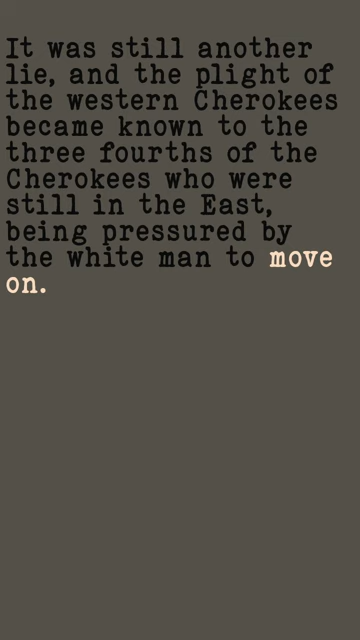 It was still another
lie, and the plight of
the western Cherokees
became known to the
three fourths of the
Cherokees who were
still in the East,
being pressured by
the white man to move
on.